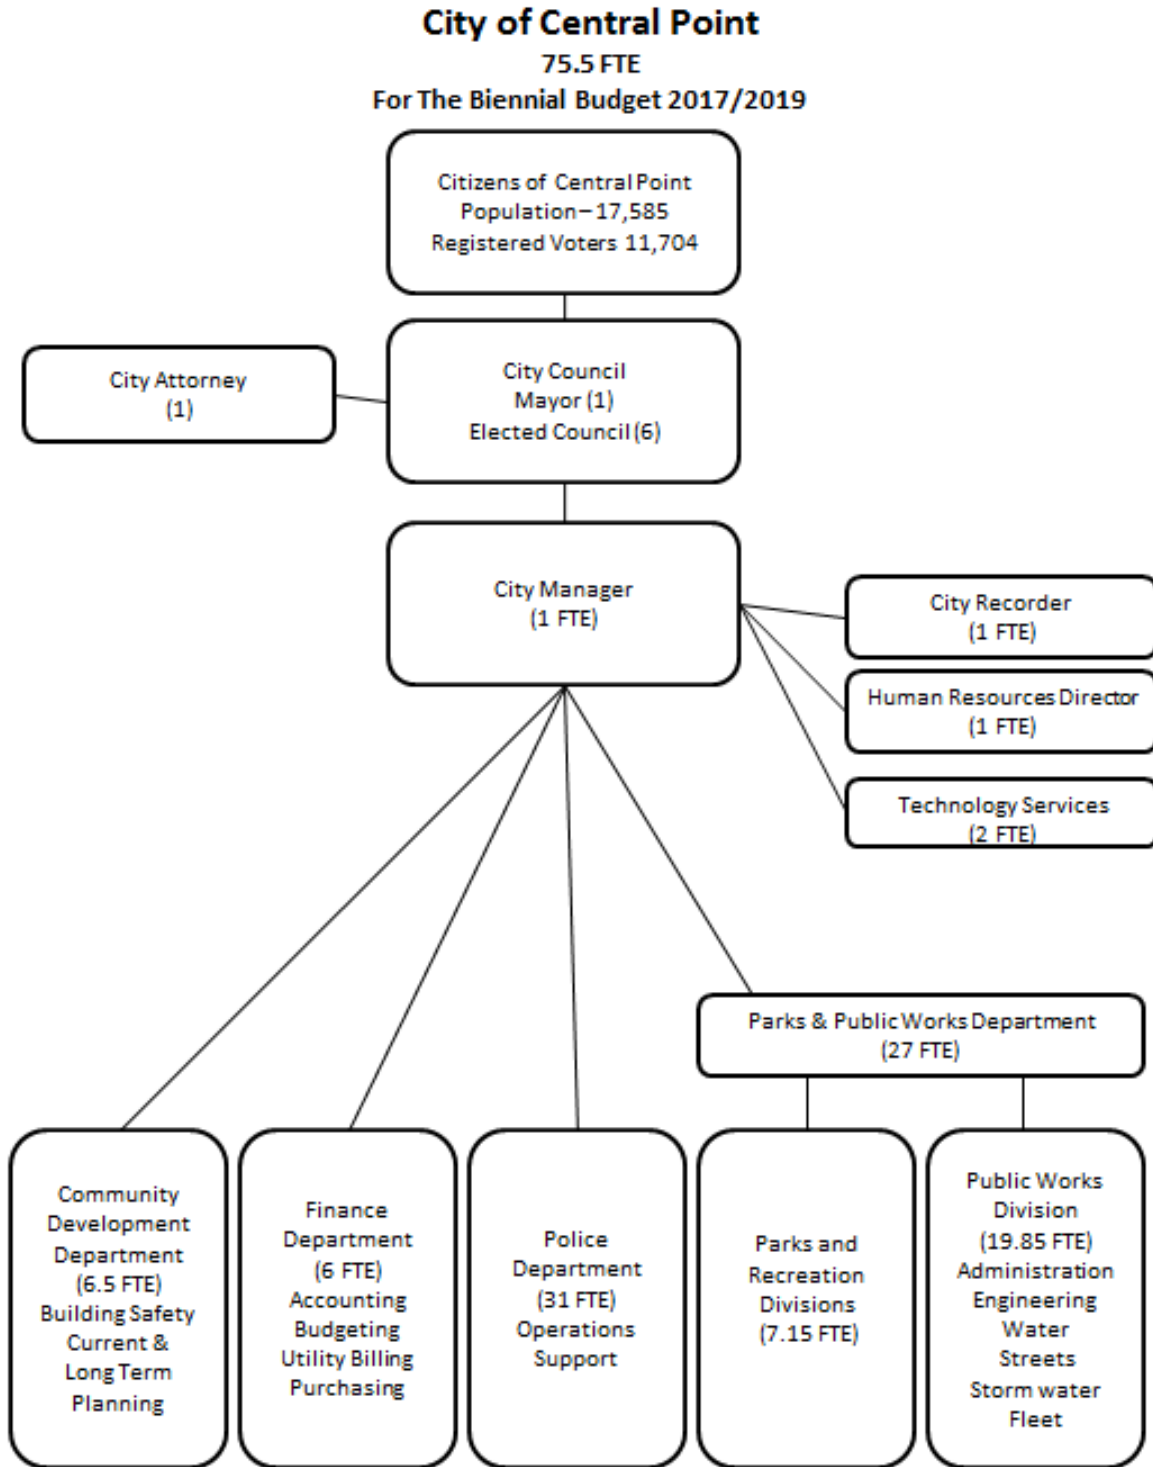 City of Central Point
75.5 FTE
For The Biennial Budget 2017/2019
Citizens of Central Point
Population – 17,585
Registered Voters 11,704
City Attorney
(1)
City Council
Mayor (1)
Elected Council (6)
City Manager
(1 FTE)
City Recorder
(1 FTE)
Human Resources Director
(1 FTE)
Technology Services
(2 FTE)
Parks & Public Works Department
(27 FTE)
Community
Development
Department
(6.5 FTE)
Building Safety
Current &
Long Term
Planning
Finance
Department
(6 FTE)
Accounting
Budgeting
Utility Billing
Purchasing
Police
Department
(31 FTE)
Operations
Support
Parks and
Recreation
Divisions
(7.15 FTE)
Public Works
Division
(19.85 FTE)
Administration
Engineering
Water
Streets
Storm water
Fleet